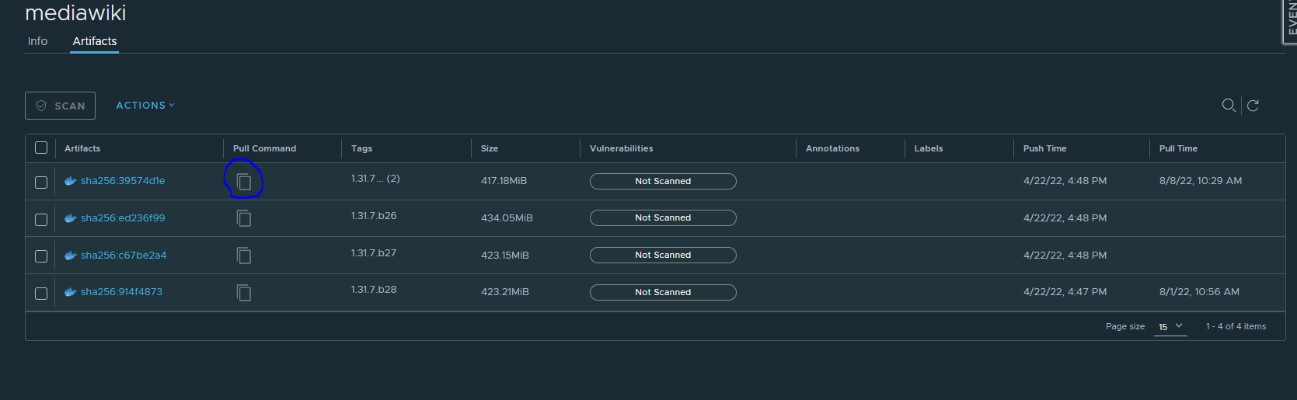 mediawiki
EVEN
Info Artifacts
SCAN ACTIONS
Artifacts Pull Command Tags Size Vulnerabilities Annotations Labels Push Time Pull Time
sha256:39574d1e 1.31.7... (2) 417.18MiB Not Scanned 4/22/22, 4:48 PM 8/8/22, 10:29 AM
sha256:ed236f99 1.31.7.b26 434.05MiB Not Scanned 4/22/22, 4:48 PM
sha256:c67be2a4 1.31.7.b27 423.15MiB Not Scanned 4/22/22, 4:48 PM
sha256:914f4873 1.31.7.b28 423.21MiB Not Scanned 4/22/22, 4:47 PM 8/1/22, 10:56 AM
Page size 15 1 - 4 of 4 items